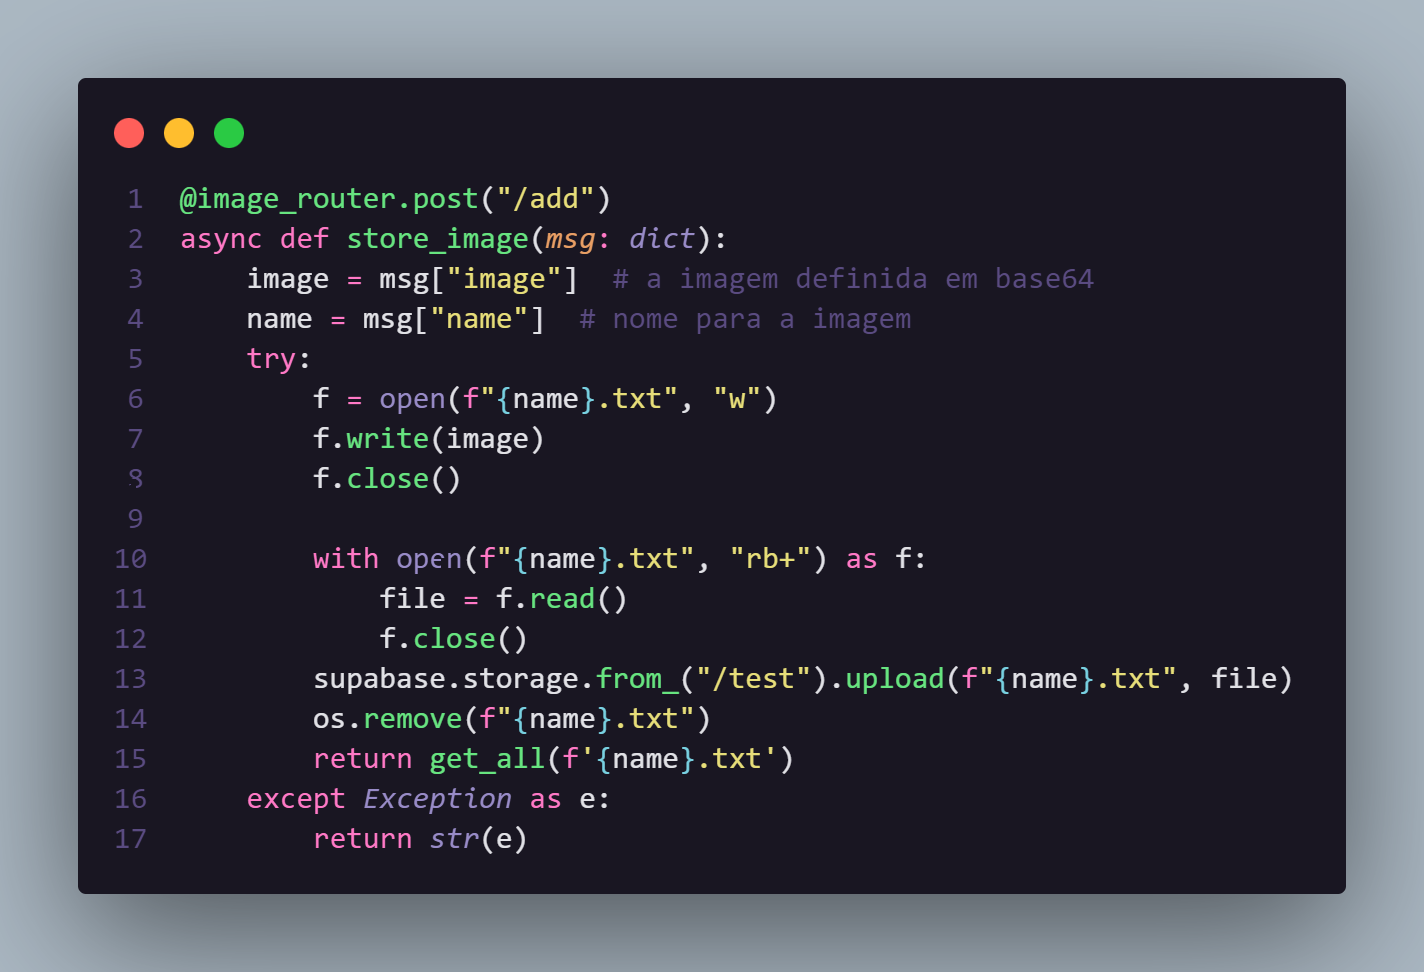 1 @image_router.post("/add")
2 async def store_image(msg: dict):
3     image = msg["image"]  # a imagem definida em base64
4     name = msg["name"]  # nome para a imagem
5     try:
6         f = open(f"{name}.txt", "w")
7         f.write(image)
8         f.close()
9
10         with open(f"{name}.txt", "rb+") as f:
11             file = f.read()
12             f.close()
13         supabase.storage.from_("/test").upload(f"{name}.txt", file)
14         os.remove(f"{name}.txt")
15         return get_all(f'{name}.txt')
16     except Exception as e:
17         return str(e)